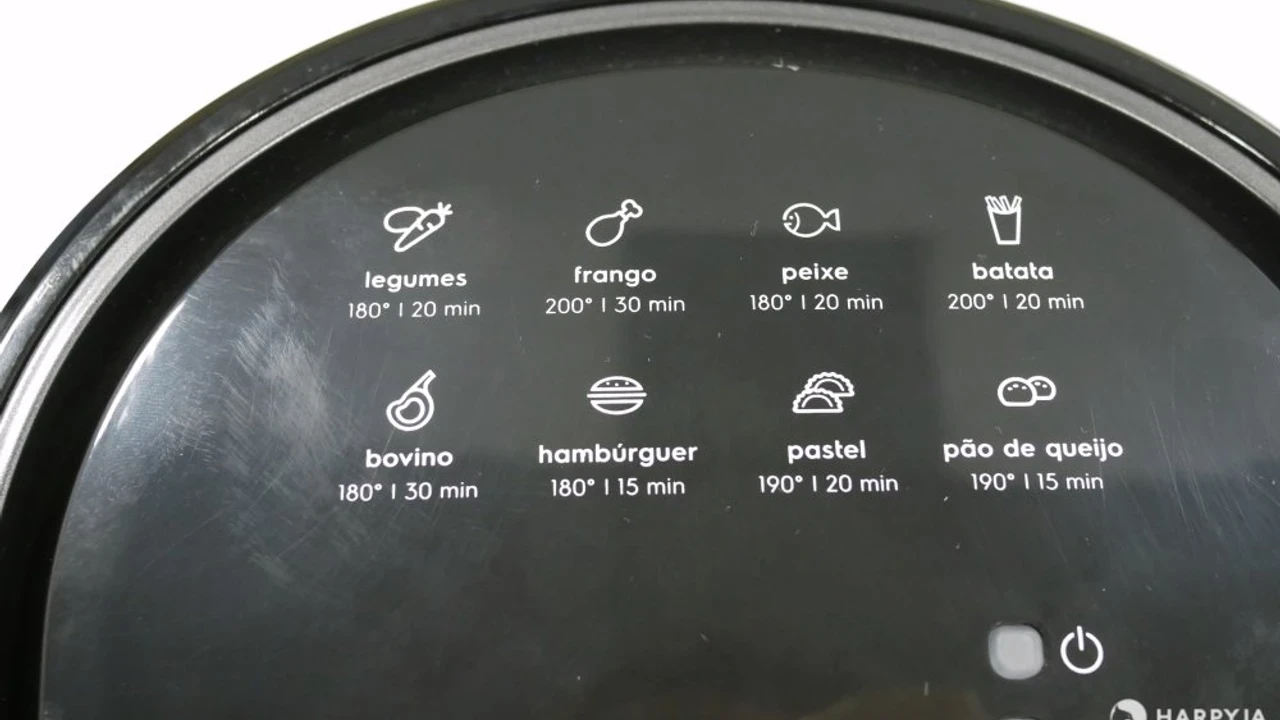 legumes
180° | 20 min
frango
200° | 30 min
peixe
180° | 20 min
batata
200° | 20 min
bovino
180° | 30 min
hambúrguer
180° | 15 min
pastel
190° | 20 min
pão de queijo
190° | 15 min
HARPYJA